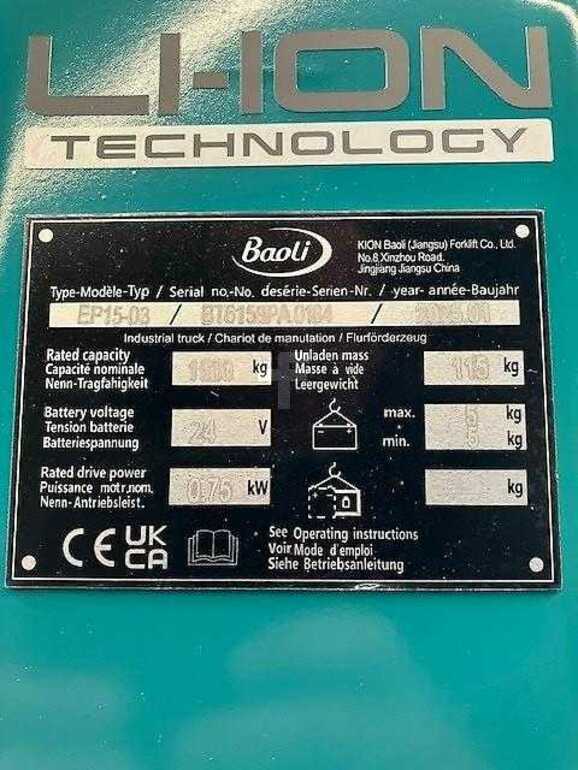 LI-ION
TECHNOLOGY
Baoli
KION Baoli (Jiangsu) Forklift Co., Ltd.
No.8,Xinzhou Road.
Jingjiang Jiangsu China
Type-Modèle-Typ / Serial no,-No. desérie-Serien-Nr. / year- année-Baujahr
EP15-03 / /
Industrial truck / Chariot de manutation / Flurförderzeug
Rated capacity
Capacité nominale
Nenn-Tragfähigkeit
kg
Unladen mass
Masse à vide
Leergewicht
115 kg
Battery voltage
Tension batterie
Batteriespannung
24 V
max. kg
min. kg
Rated drive power
Puissance motr,nom.
Nenn-Antriebsleist.
0.75 kW
kg
CE UK
CA
See Operating instructions
Voir Mode d'emploi
Siehe Betriebsanleitung